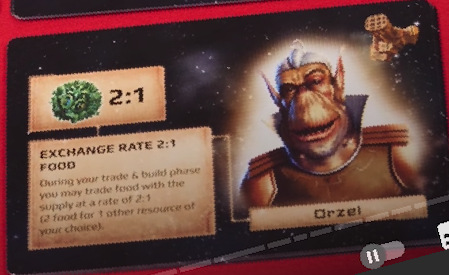 2:1
EXCHANGE RATE 2:1
FOOD
During your trade & build phase
you may trade food with the
supply at a rate of 2:1
(2 food for 1 other resource of
your choice).
Orzel